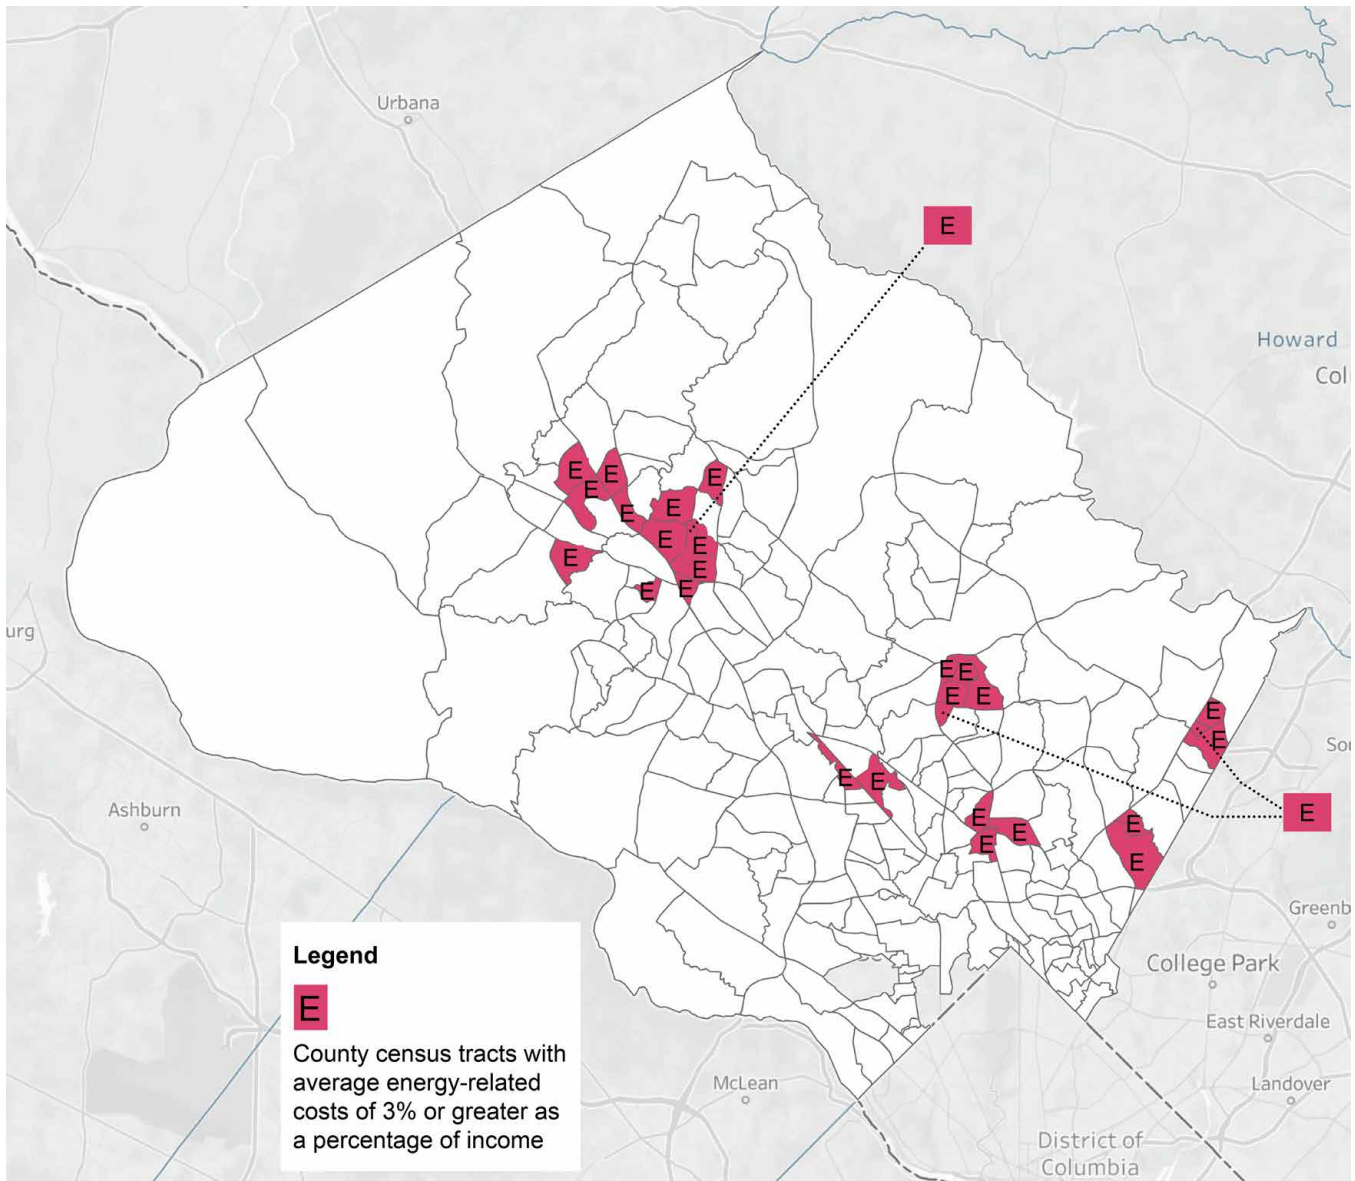 Urbana
E
Howard
Col
E
E
E
E
E
E
E
E
E
E
E
E
E
urg
E
E
E
E
E
E
Sou
E
E
Ashburn
E
E
E
E
E
E
Greenb
Legend
College Park
E
East Riverdale
County census tracts with
average energy-related
costs of 3% or greater as
a percentage of income
McLean
Landover
District of
Columbia